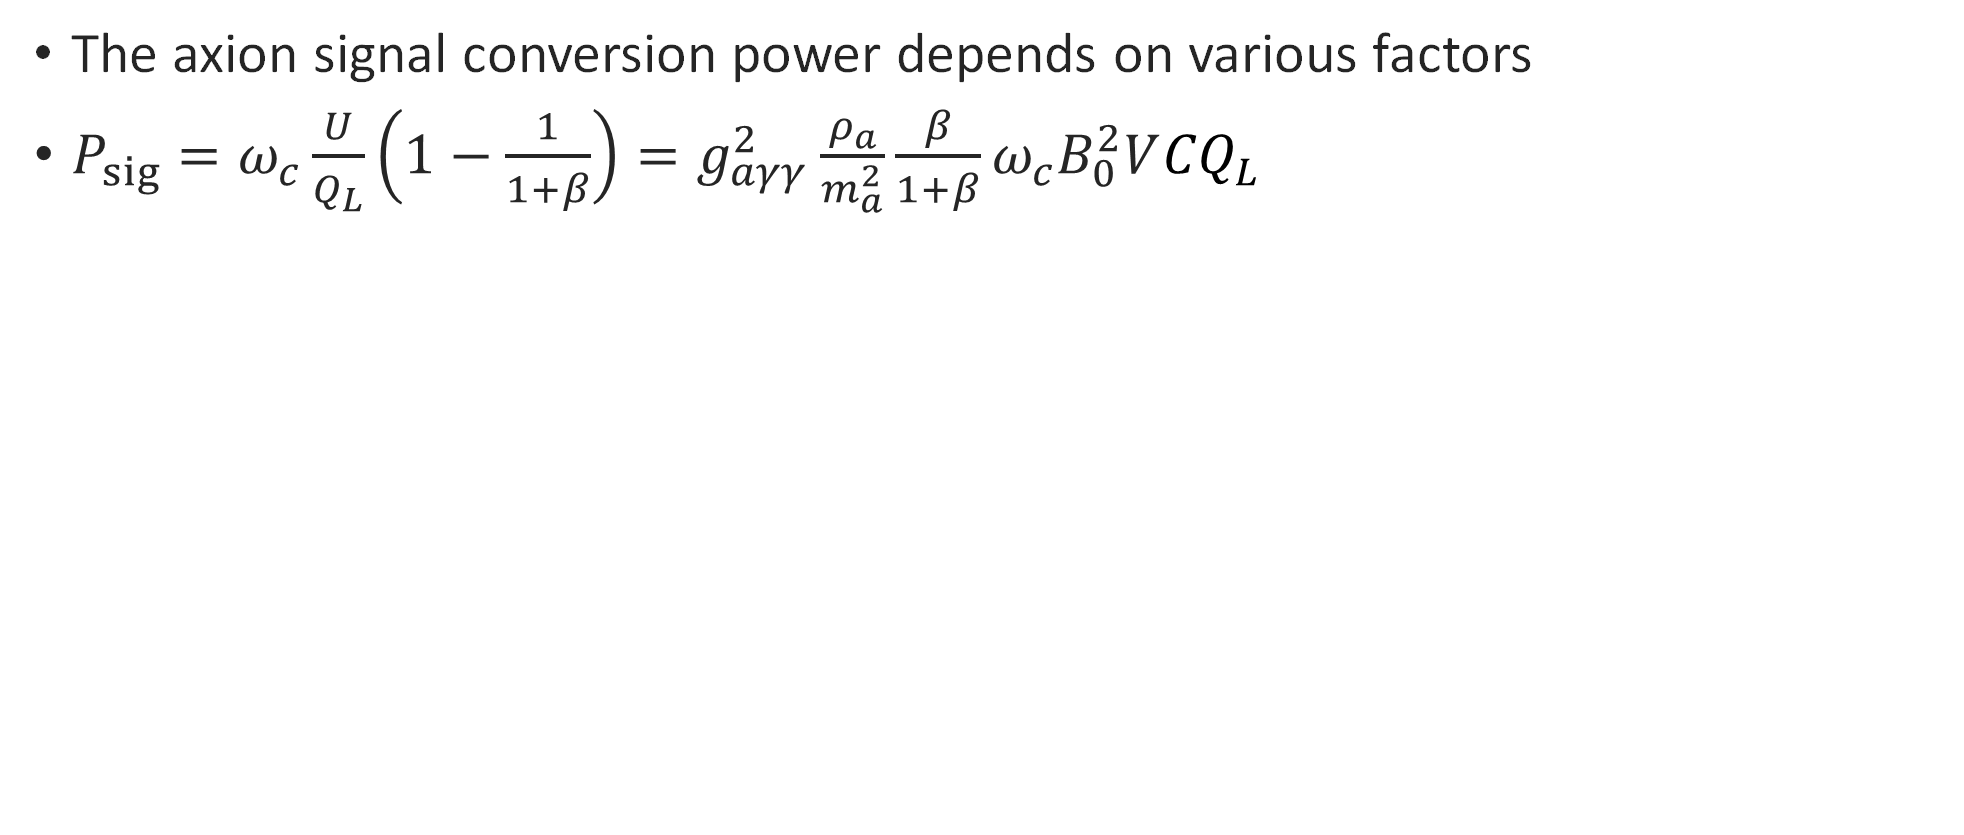 • The axion signal conversion power depends on various factors
• P_sig = ω_c U/Q_L (1 − 1/(1+β)) = g²_aγγ ρ_a/m²_a β/(1+β) ω_c B²_0 V C Q_L